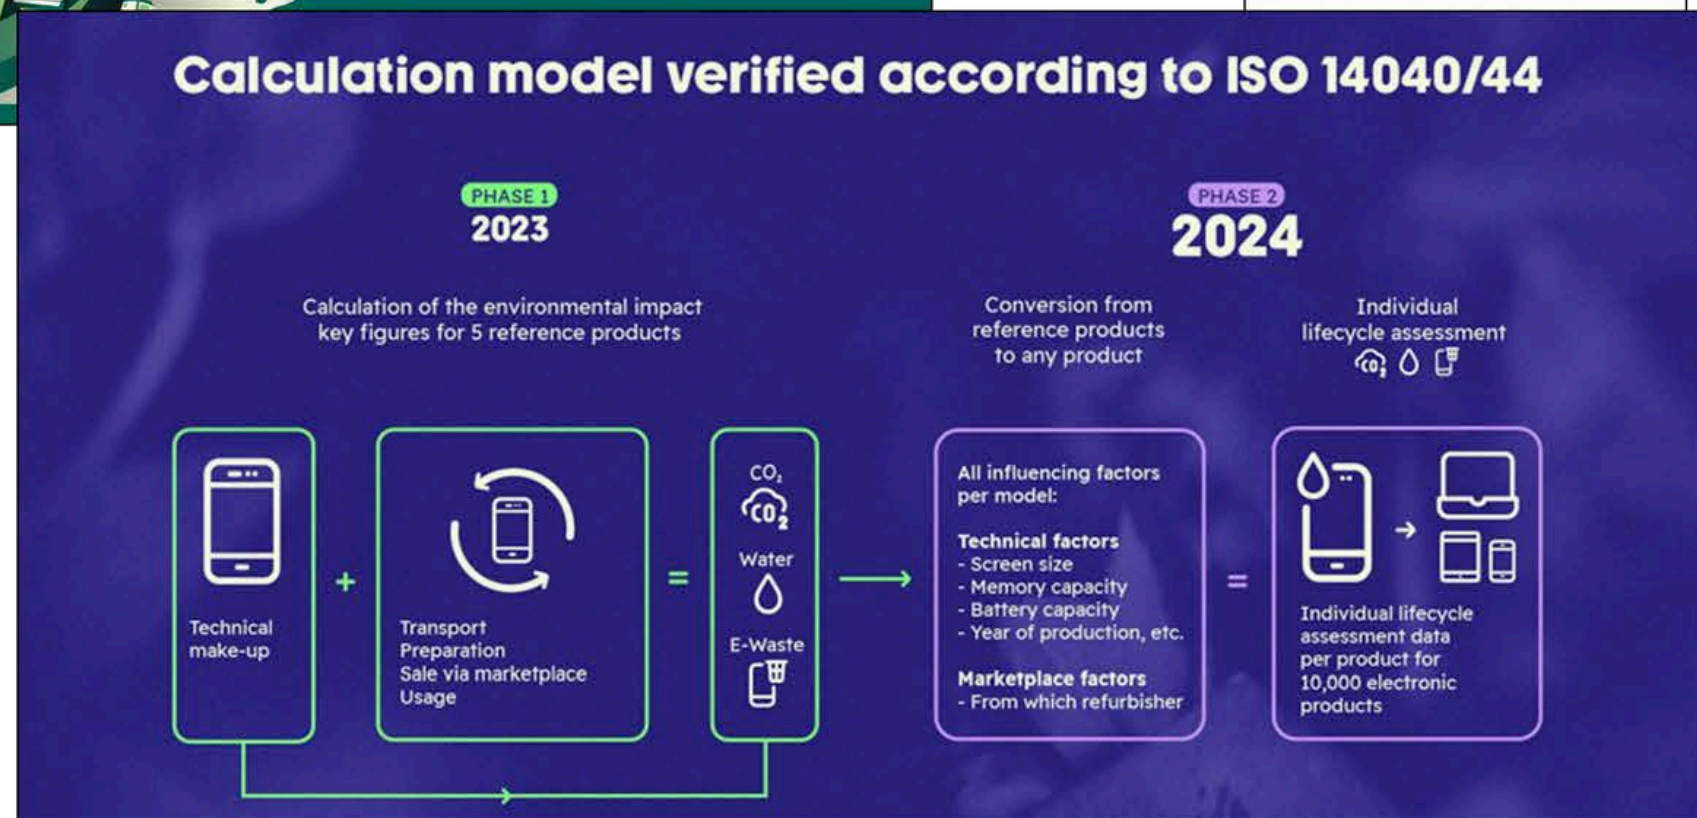 Calculation model verified according to ISO 14040/44
PHASE 1
2023
Calculation of the environmental impact
key figures for 5 reference products
Technical
make-up
+
Transport
Preparation
Sale via marketplace
Usage
=
CO₂
CO₂
Water
E-Waste
PHASE 2
2024
Conversion from
reference products
to any product
Individual
lifecycle assessment
CO₂
All influencing factors
per model:
Technical factors
- Screen size
- Memory capacity
- Battery capacity
- Year of production, etc.
Marketplace factors
- From which refurbisher
=
Individual lifecycle
assessment data
per product for
10,000 electronic
products